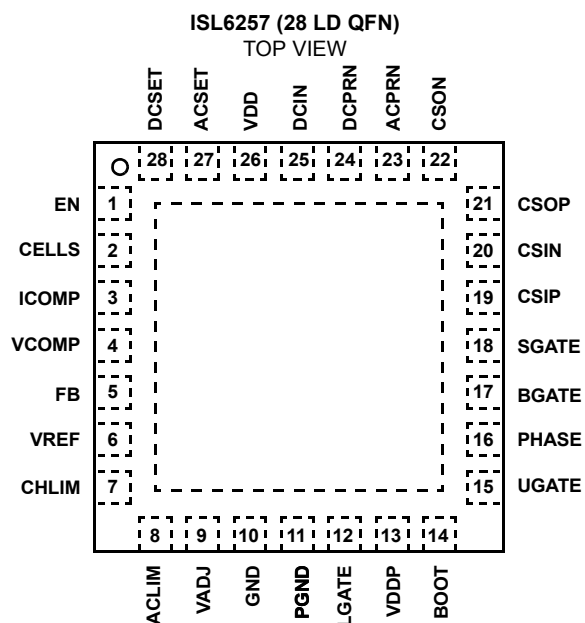 ISL6257 (28 LD QFN)
TOP VIEW
DCSET
ACSET
VDD
DCIN
DCPRN
ACPRN
CSON
28 27 26 25 24 23 22
EN 1 21 CSOP
CELLS 2 20 CSIN
ICOMP 3 19 CSIP
VCOMP 4 18 SGATE
FB 5 17 BGATE
VREF 6 16 PHASE
CHLIM 7 15 UGATE
8 9 10 11 12 13 14
ACLIM
VADJ
GND
PGND
LGATE
VDDP
BOOT